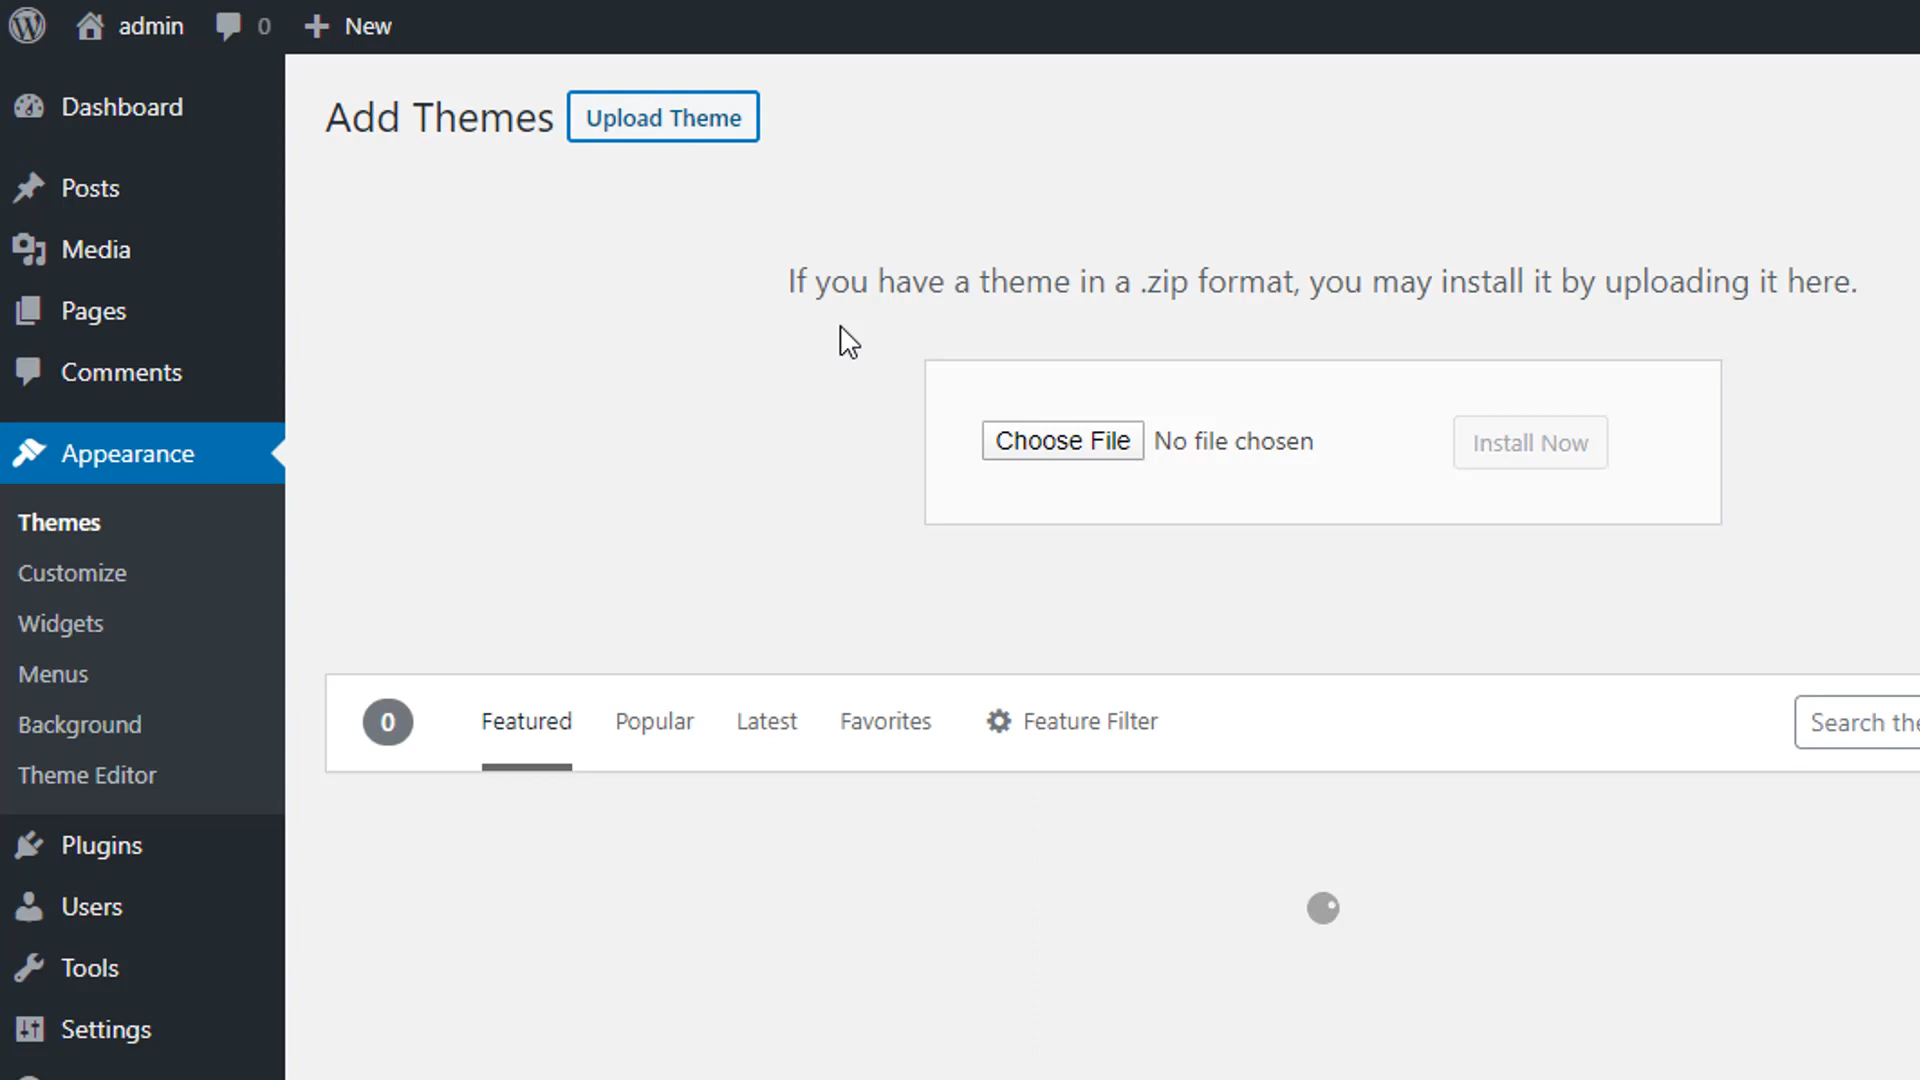 admin 0 New
Dashboard
Posts
Media
Pages
Comments
Appearance
Themes
Customize
Widgets
Menus
Background
Theme Editor
Plugins
Users
Tools
Settings
Add Themes Upload Theme
If you have a theme in a .zip format, you may install it by uploading it here.
Choose File No file chosen Install Now
0 Featured Popular Latest Favorites Feature Filter Search the